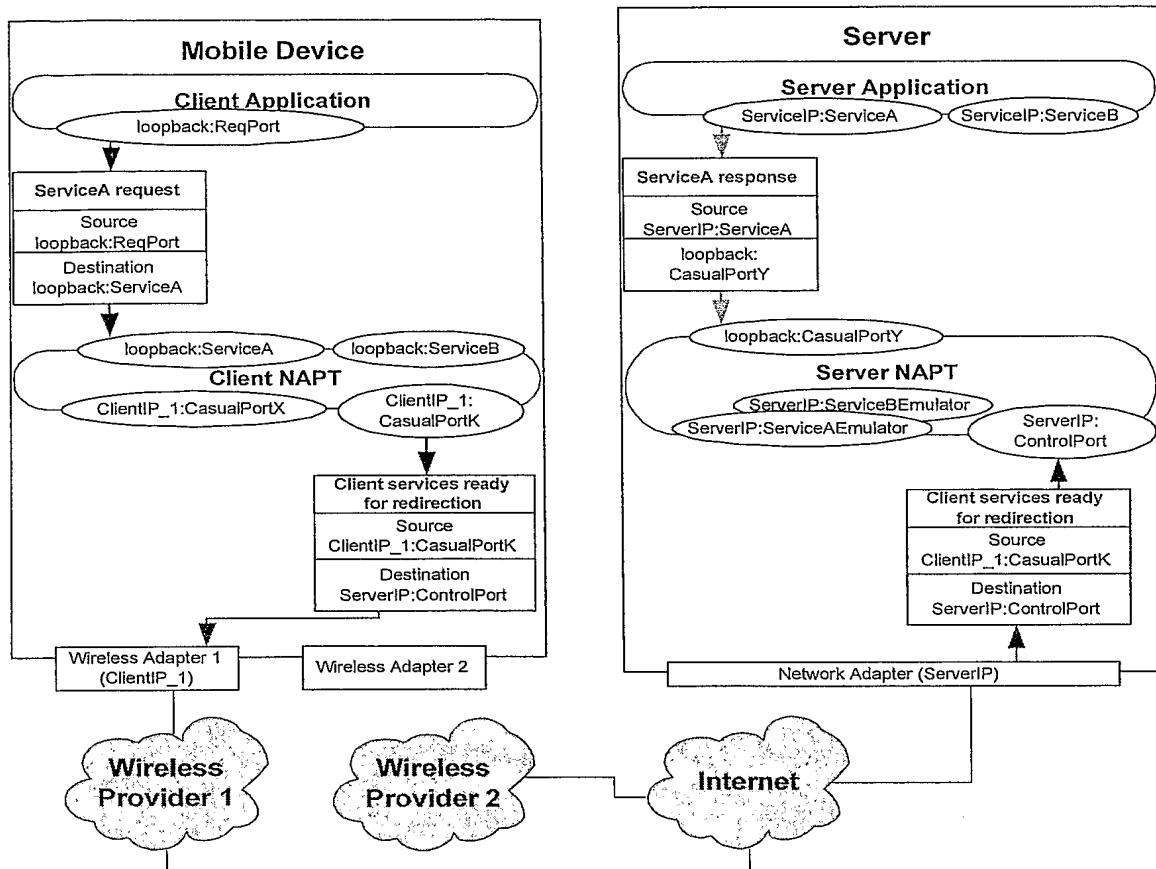 Mobile Device
Client Application
loopback:ReqPort
ServiceA request
Source
loopback:ReqPort
Destination
loopback:ServiceA
loopback:ServiceA
loopback:ServiceB
Client NAPT
ClientIP_1:CasualPortX
ClientIP_1:
CasualPortK
Client services ready
for redirection
Source
ClientIP_1:CasualPortK
Destination
ServerIP:ControlPort
Wireless Adapter 1
(ClientIP_1)
Wireless Adapter 2
Wireless
Provider 1
Wireless
Provider 2
Server
Server Application
ServiceIP:ServiceA
ServiceIP:ServiceB
ServiceA response
Source
ServerIP:ServiceA
loopback:
CasualPortY
loopback:CasualPortY
Server NAPT
ServerIP:ServiceBEmulator
ServerIP:ServiceAEmulator
ServerIP:
ControlPort
Client services ready
for redirection
Source
ClientIP_1:CasualPortK
Destination
ServerIP:ControlPort
Network Adapter (ServerIP)
Internet